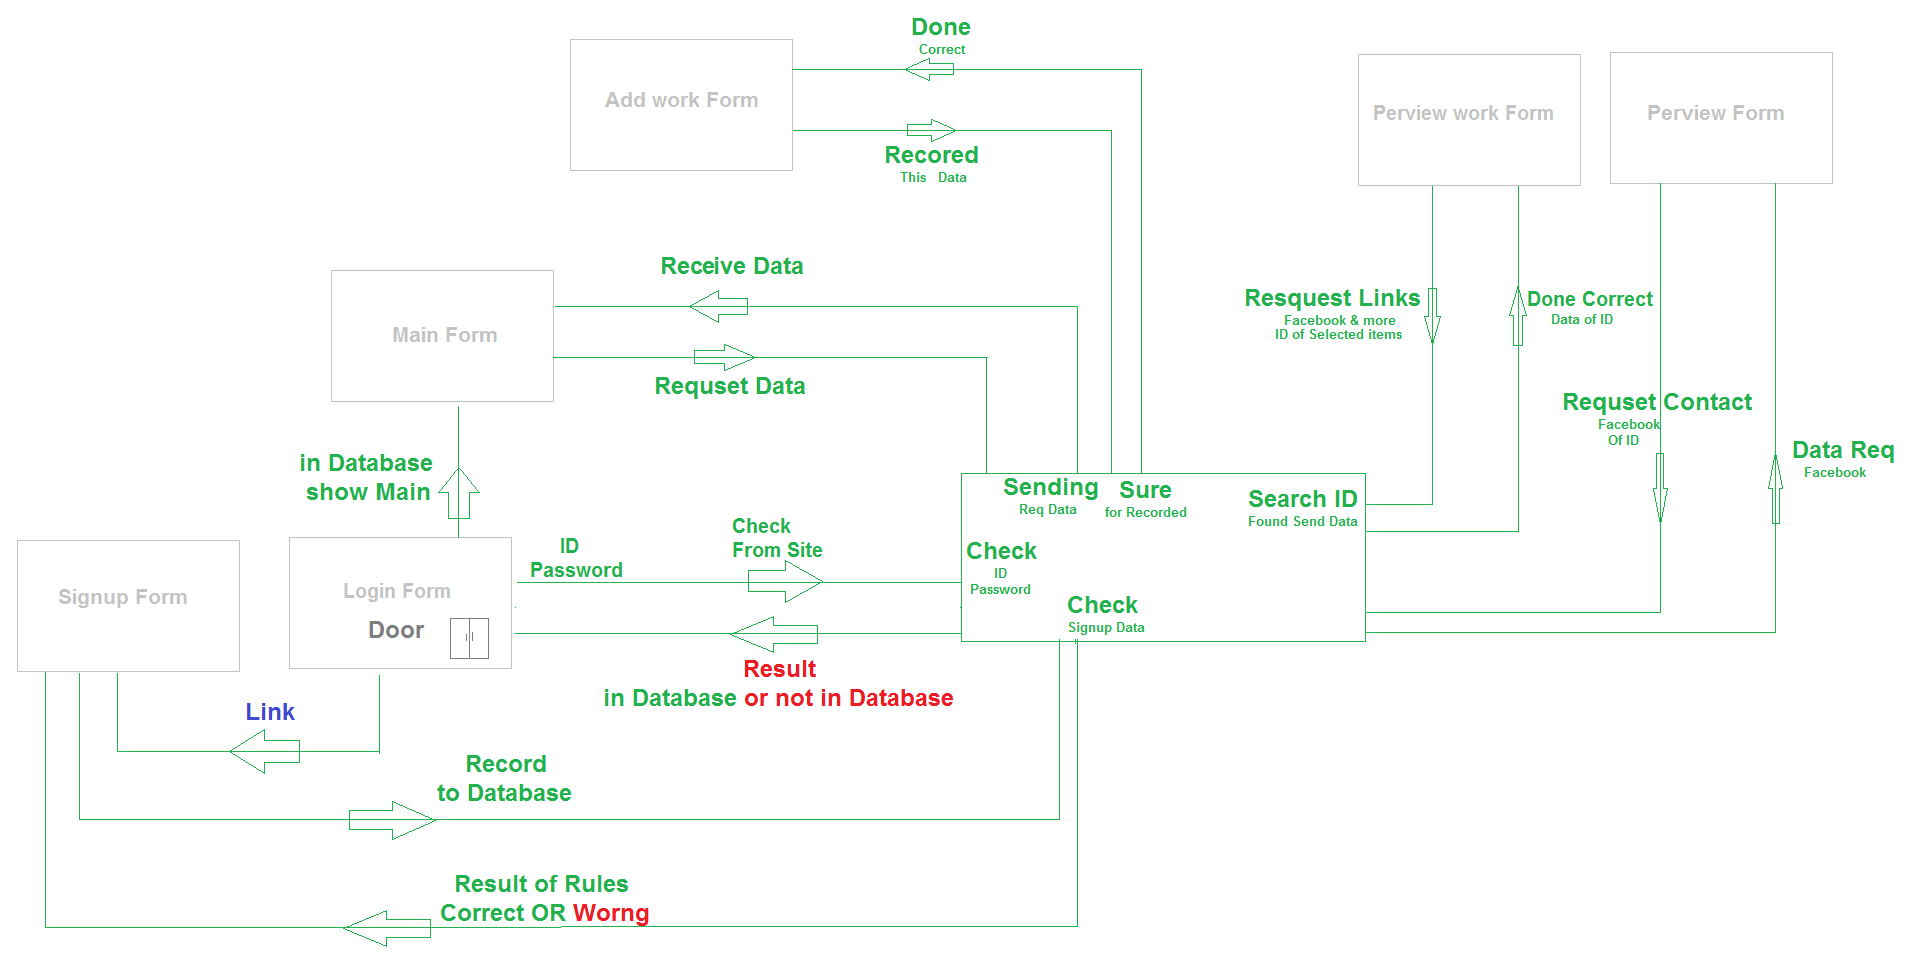 Done
Correct
Add work Form
Recored
This Data
Perview work Form
Perview Form
Receive Data
Main Form
Requset Data
Resquest Links
Facebook & more
ID of Selected items
Done Correct
Data of ID
Requset Contact
Facebook
Of ID
Data Req
Facebook
in Database
show Main
Sending
Req Data
Sure
for Recorded
Search ID
Found Send Data
Check
ID
Password
Check
Signup Data
ID
Password
Check
From Site
Signup Form
Login Form
Door
Result
in Database or not in Database
Link
Record
to Database
Result of Rules
Correct OR Worng